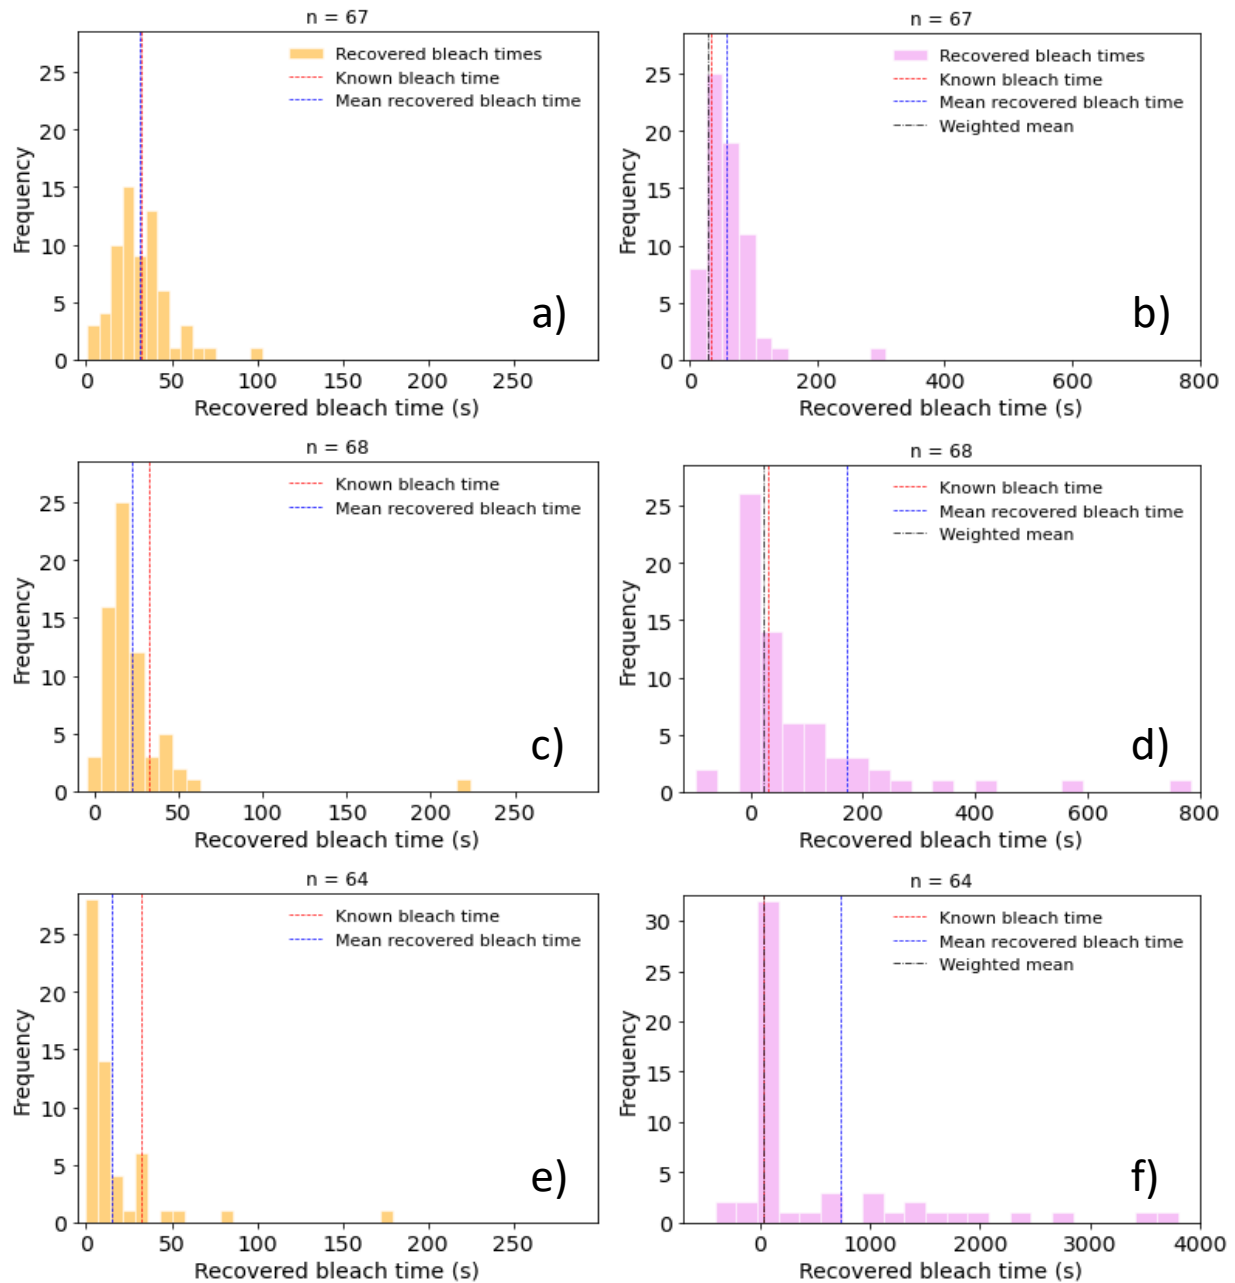 n = 67
Recovered bleach times
Known bleach time
Mean recovered bleach time
25
20
15
10
5
0
Frequency
a)
0 50 100 150 200 250
Recovered bleach time (s)
n = 67
Recovered bleach times
Known bleach time
Mean recovered bleach time
Weighted mean
25
20
15
10
5
0
Frequency
b)
0 200 400 600 800
Recovered bleach time (s)
n = 68
Known bleach time
Mean recovered bleach time
25
20
15
10
5
0
Frequency
c)
0 50 100 150 200 250
Recovered bleach time (s)
n = 68
Known bleach time
Mean recovered bleach time
Weighted mean
25
20
15
10
5
0
Frequency
d)
0 200 400 600 800
Recovered bleach time (s)
n = 64
Known bleach time
Mean recovered bleach time
25
20
15
10
5
0
Frequency
e)
0 50 100 150 200 250
Recovered bleach time (s)
n = 64
Known bleach time
Mean recovered bleach time
Weighted mean
30
25
20
15
10
5
0
Frequency
f)
0 1000 2000 3000 4000
Recovered bleach time (s)